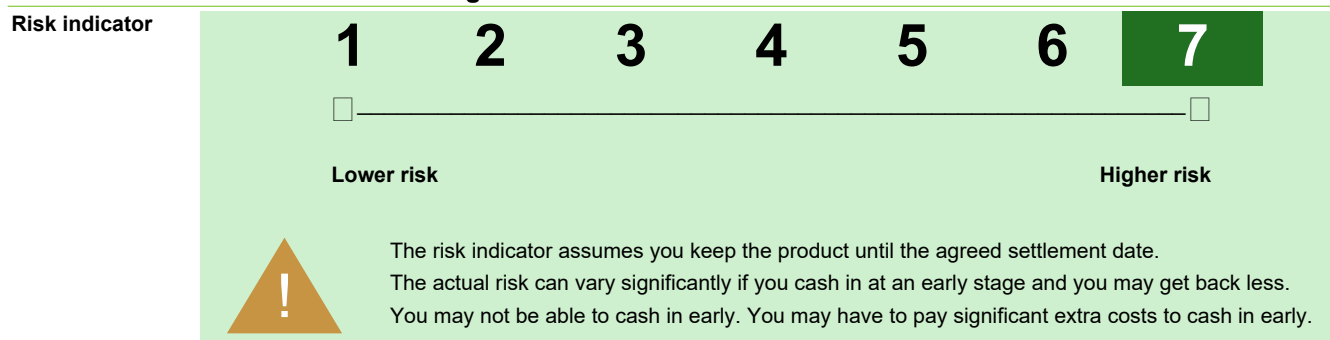 Risk indicator
1 2 3 4 5 6 7
Lower risk Higher risk
!
The risk indicator assumes you keep the product until the agreed settlement date.
The actual risk can vary significantly if you cash in at an early stage and you may get back less.
You may not be able to cash in early. You may have to pay significant extra costs to cash in early.